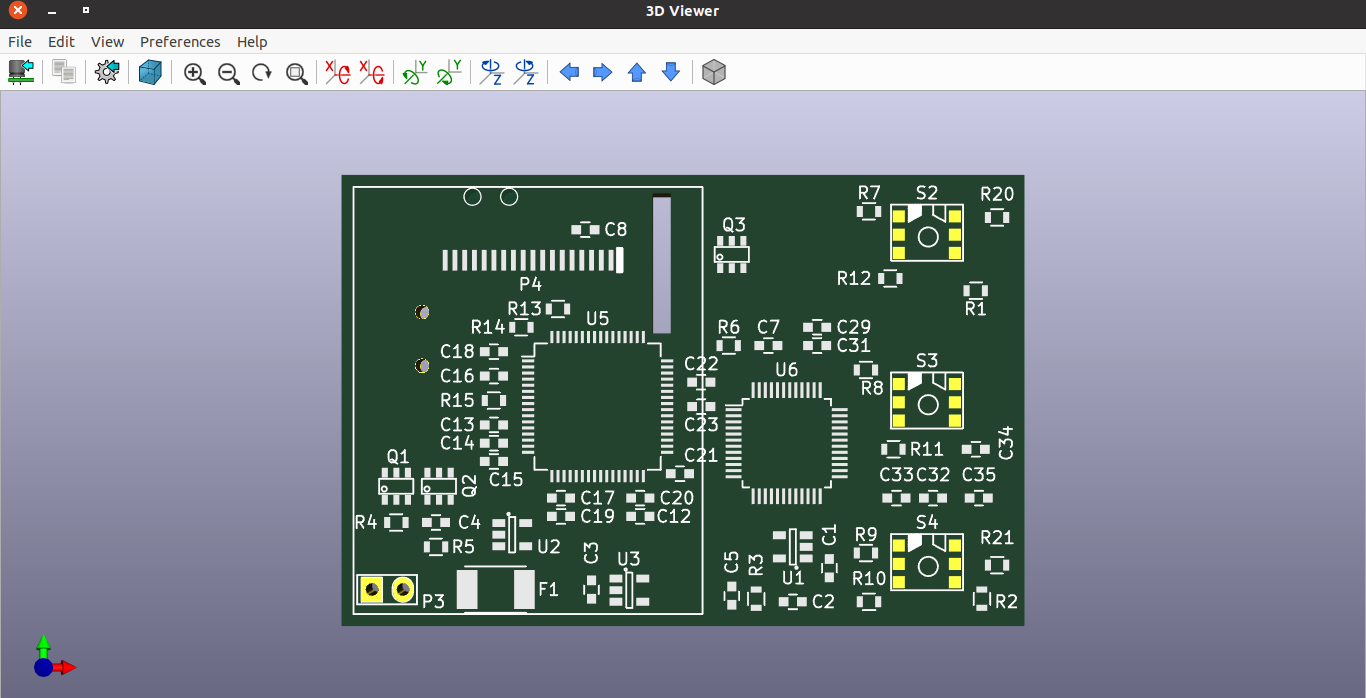 3D Viewer
File Edit View Preferences Help
X X Y Y Z Z
R7 S2 R20
C8 Q3
R12
P4
R13 R1
R14 U5 R6 C7 C29
C18 C31
C22 U6 S3
C16 R8
R15
C13 C23
C14 R11 C34
Q1 C21
C15 Q2 C33 C32 C35
C17 C20
R4 C4 C19 C12 S4
R5 U2 C3 U3 C1 R9 R21
C5 R3 U1 R10
P3 F1 C2 R2